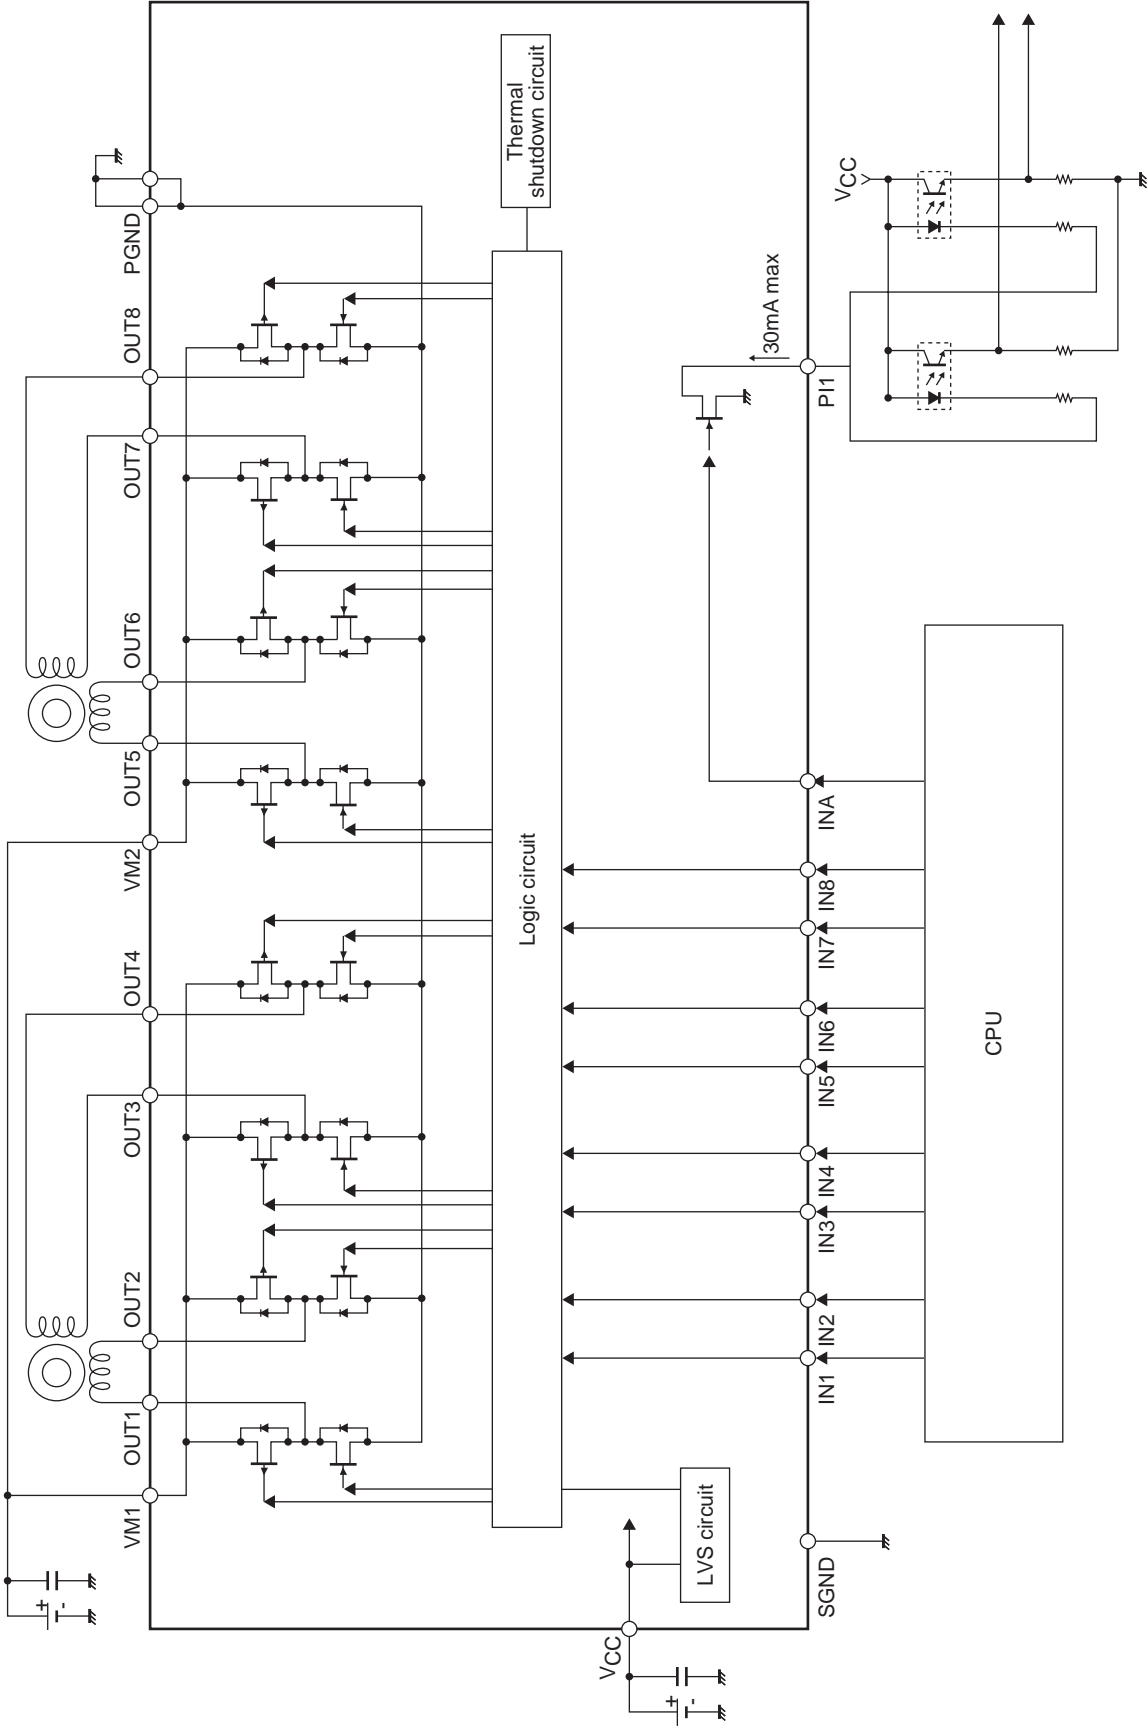 VM1
OUT1
OUT2
OUT3
OUT4
VM2
OUT5
OUT6
OUT7
OUT8
PGND
+
-
Thermal
shutdown circuit
Logic circuit
LVS circuit
VCC
+
-
30mA max
SGND
IN1
IN2
IN3
IN4
IN5
IN6
IN7
IN8
INA
PI1
CPU
VCC